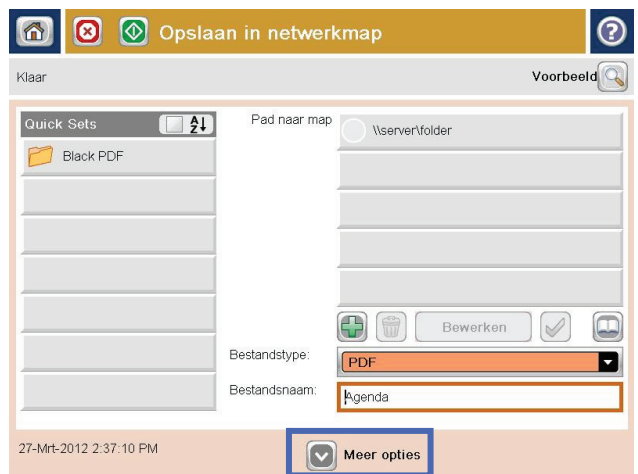 Opslaan in netwerkmap
Klaar
Voorbeeld
Quick Sets
A
Z
Black PDF
Pad naar map
\\server\folder
Bewerken
Bestandstype:
PDF
Bestandsnaam:
Agenda
27-Mrt-2012 2:37:10 PM
Meer opties